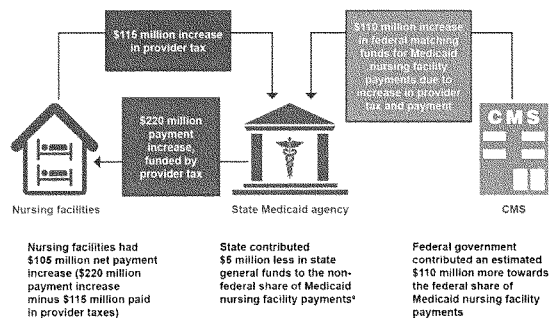 $115 million increase
in provider tax
$110 million increase
in federal matching
funds for Medicaid
nursing facility
payments due to
increase in provider
tax and payment
$220 million
payment
increase,
funded by
provider tax
CMS
Nursing facilities
State Medicaid agency
CMS
Nursing facilities had
$105 million net payment
increase ($220 million
payment increase
minus $115 million paid
in provider taxes)
State contributed
$5 million less in state
general funds to the non-
federal share of Medicaid
nursing facility paymentsᵃ
Federal government
contributed an estimated
$110 million more towards
the federal share of
Medicaid nursing facility
payments